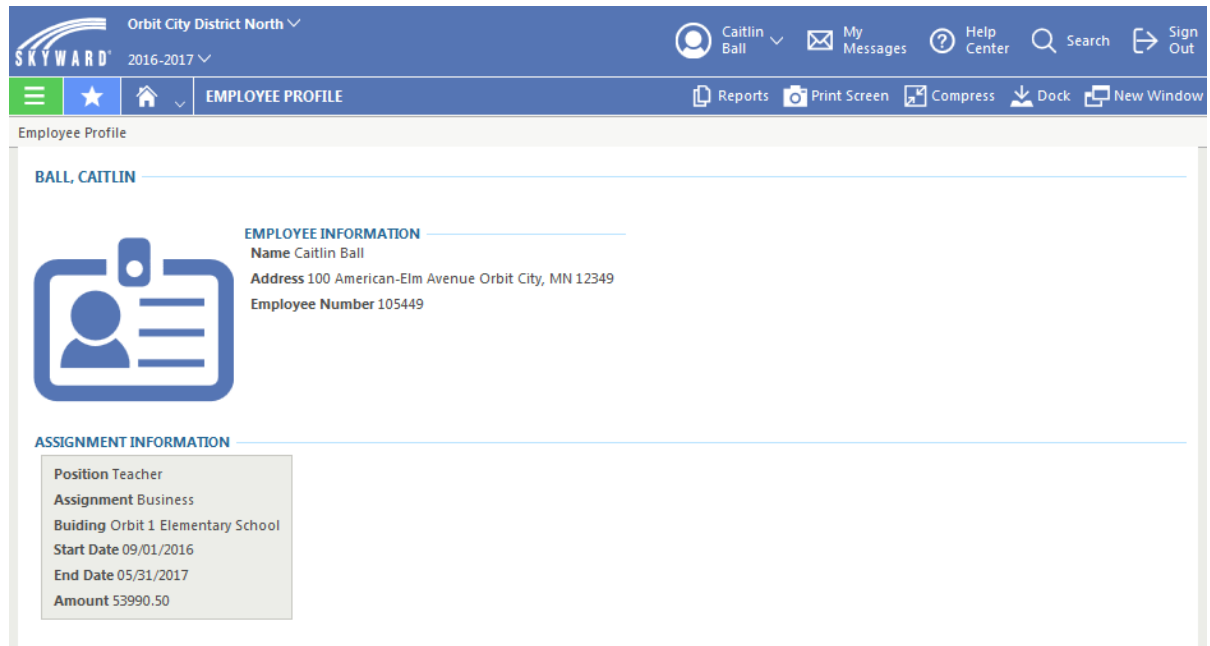 Orbit City District North
SKYWARD
2016-2017
Caitlin Ball
My Messages
Help Center
Search
Sign Out
EMPLOYEE PROFILE
Reports
Print Screen
Compress
Dock
New Window
Employee Profile
BALL, CAITLIN
EMPLOYEE INFORMATION
Name Caitlin Ball
Address 100 American-Elm Avenue Orbit City, MN 12349
Employee Number 105449
ASSIGNMENT INFORMATION
Position Teacher
Assignment Business
Buiding Orbit 1 Elementary School
Start Date 09/01/2016
End Date 05/31/2017
Amount 53990.50